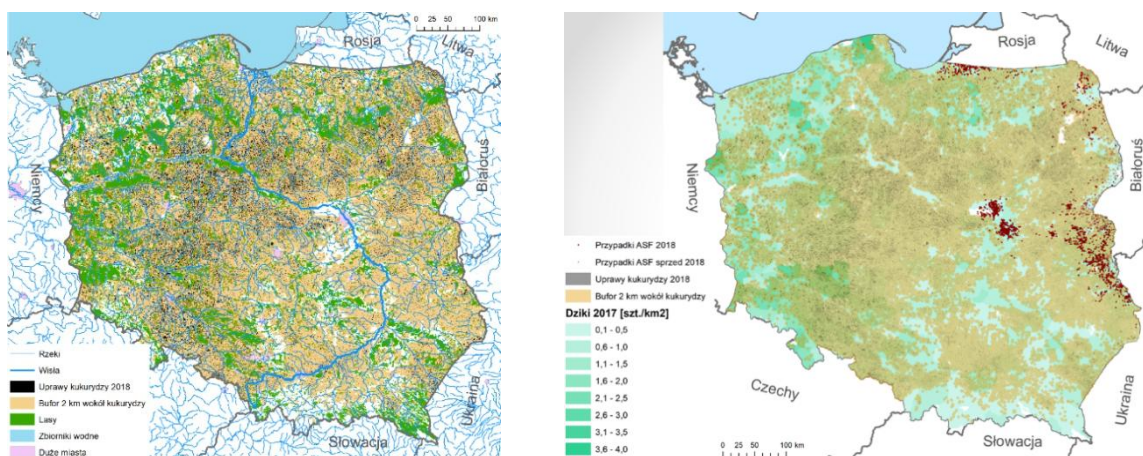 0 25 50 100 km
Rosja
Litwa
Białoruś
Niemcy
Ukraina
Słowacja
Rzeki
Wisła
Uprawy kukurydzy 2018
Bufor 2 km wokół kukurydzy
Lasy
Zbiorniki wodne
Duże miasta
Rosja
Litwa
Białoruś
Niemcy
Ukraina
Czechy
Słowacja
Przypadki ASF 2018
Przypadki ASF sprzed 2018
Uprawy kukurydzy 2018
Bufor 2 km wokół kukurydzy
Dziki 2017 [szt./km2]
0,1 - 0,5
0,6 - 1,0
1,1 - 1,5
1,6 - 2,0
2,1 - 2,5
2,6 - 3,0
3,1 - 3,5
3,6 - 4,0
0 25 50 100 km